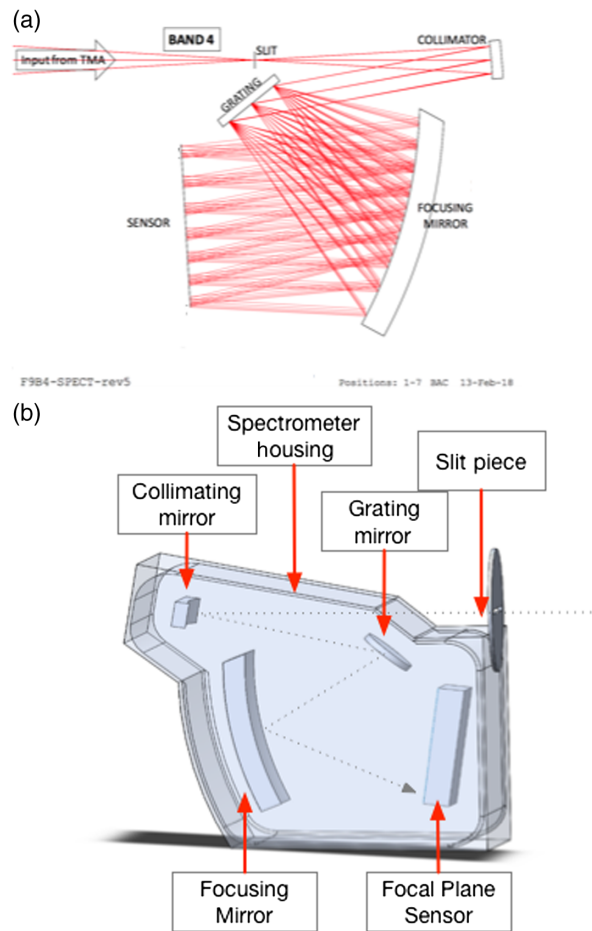 (a)
BAND 4
SLIT
COLLIMATOR
Input from TMA
GRATING
SENSOR
FOCUSING
MIRROR
F9B4-SPECT-rev5
Positions: 1-7 BAC 13-Feb-18
(b)
Spectrometer
housing
Slit piece
Collimating
mirror
Grating
mirror
Focusing
Mirror
Focal Plane
Sensor